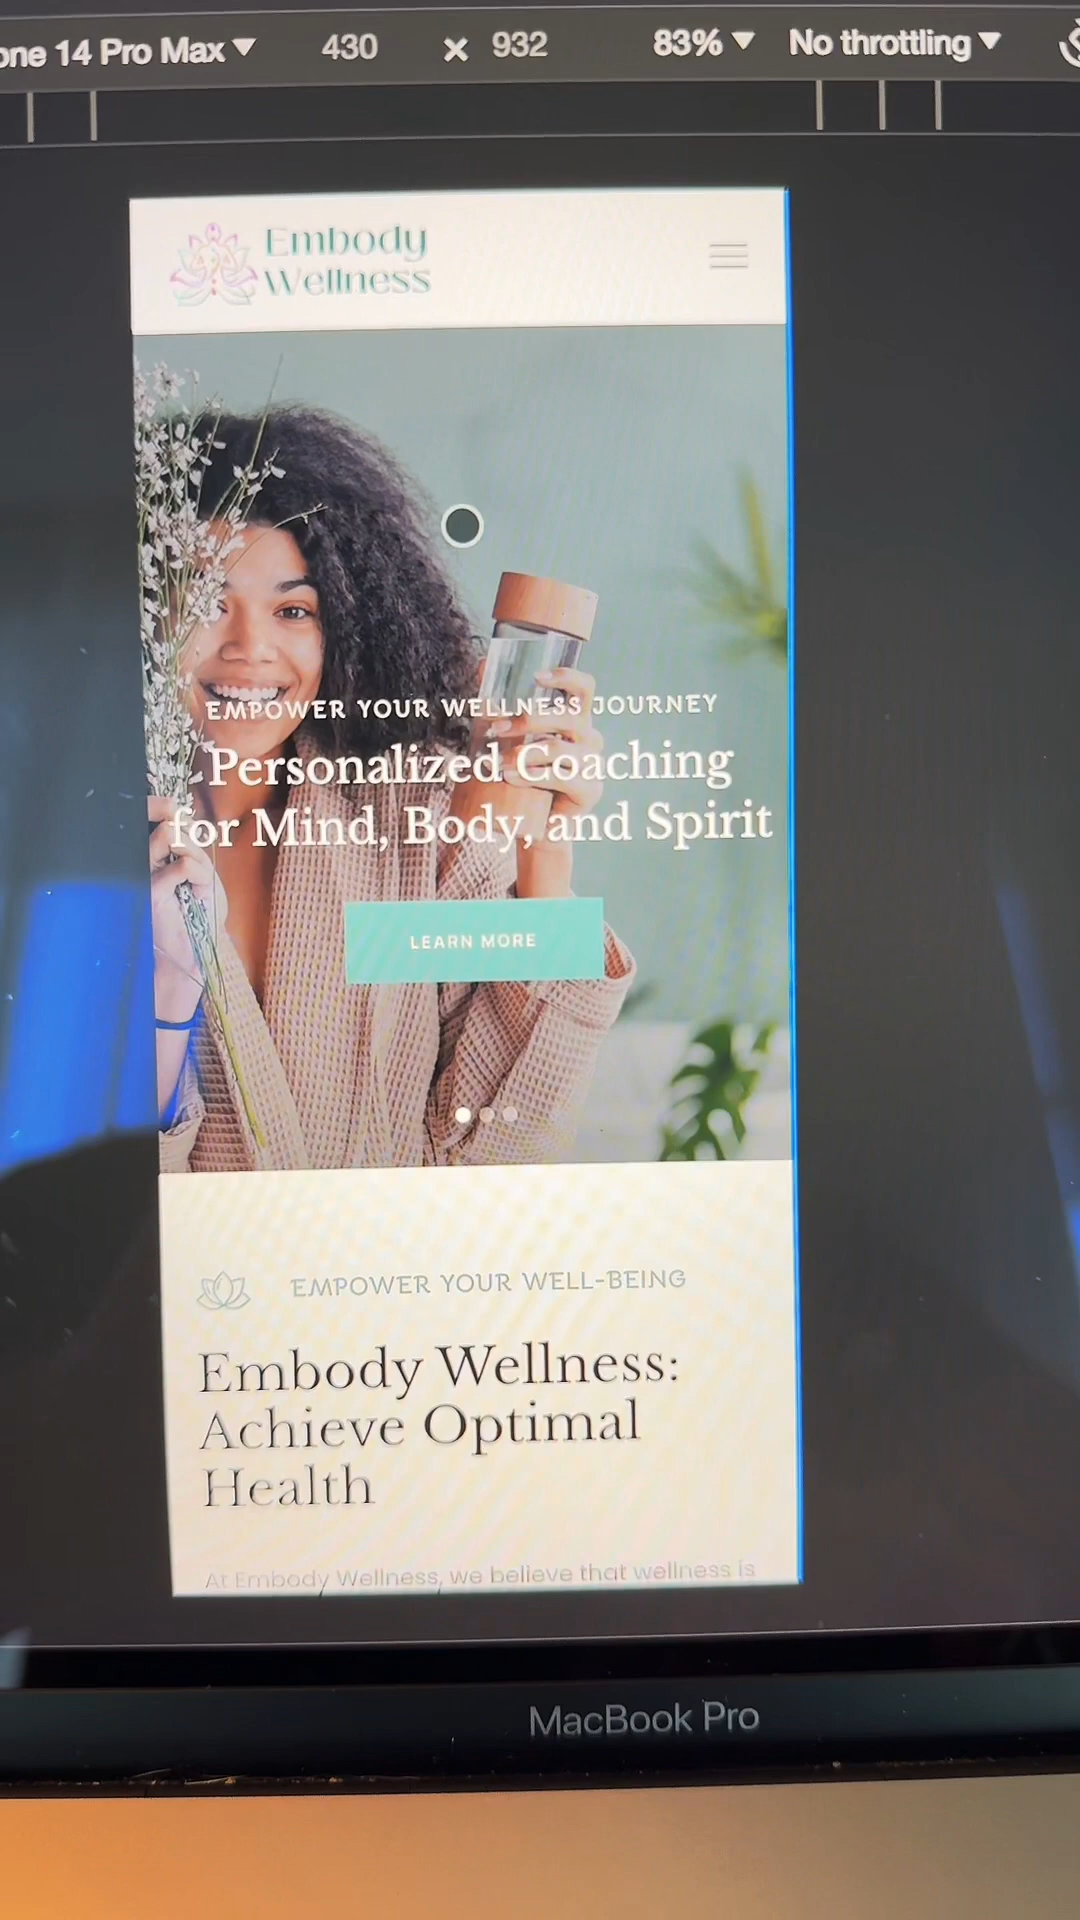 one 14 Pro Max ▼ 430 × 932 83% ▼ No throttling ▼
Embody
Wellness
EMPOWER YOUR WELLNESS JOURNEY
Personalized Coaching
for Mind, Body, and Spirit
LEARN MORE
EMPOWER YOUR WELL-BEING
Embody Wellness:
Achieve Optimal
Health
At Embody Wellness, we believe that wellness is
MacBook Pro